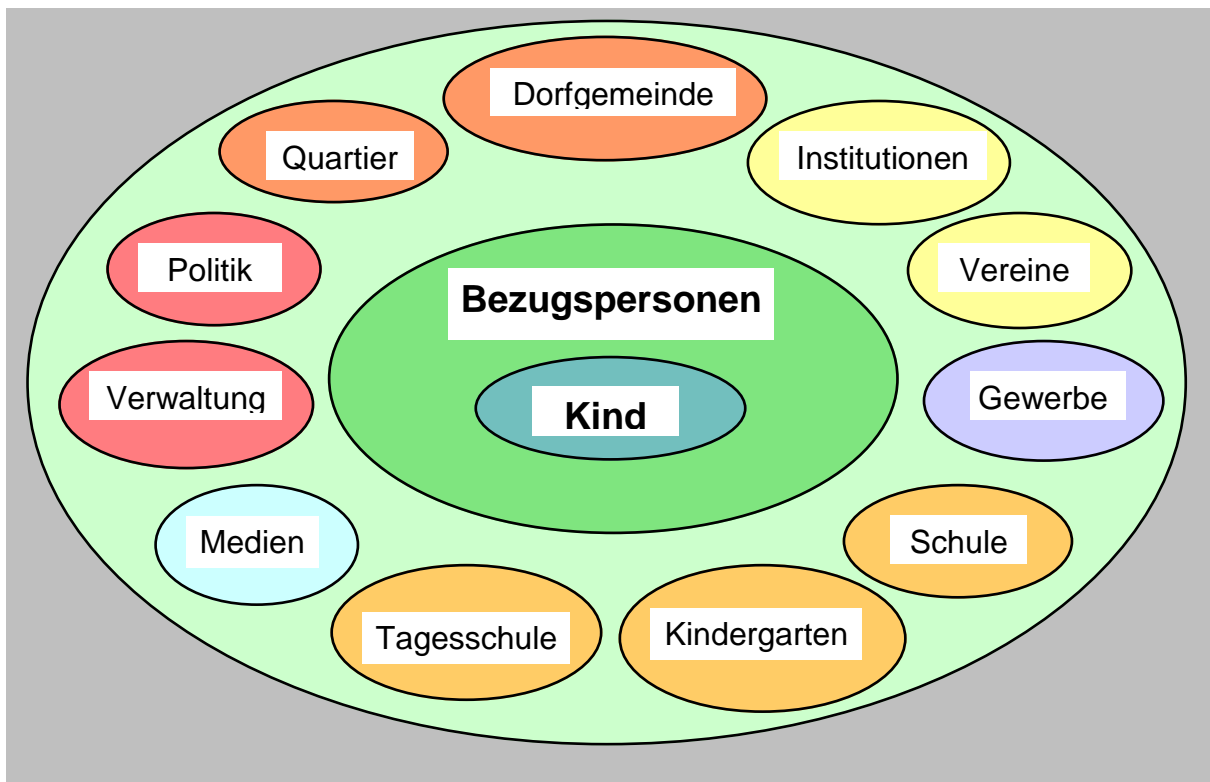 Dorfgemeinde
Quartier
Institutionen
Politik
Vereine
Bezugspersonen
Verwaltung
Kind
Gewerbe
Medien
Schule
Tagesschule
Kindergarten